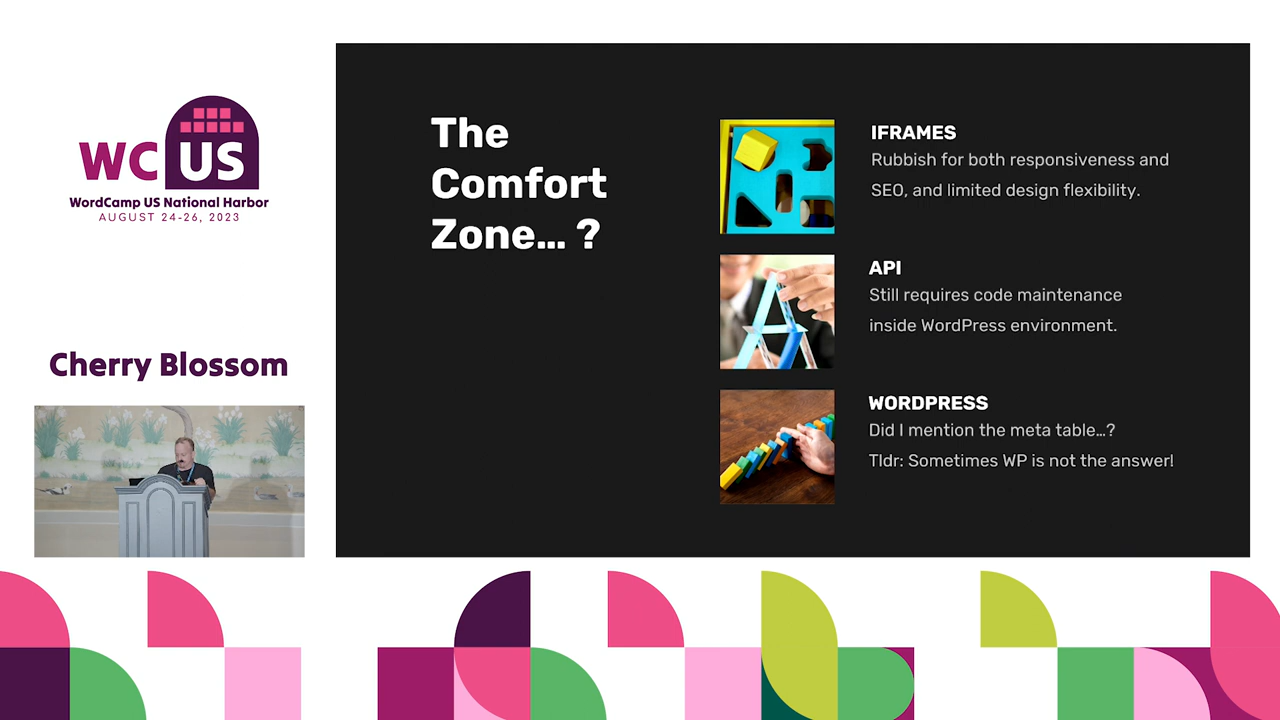 WC US
WordCamp US National Harbor
AUGUST 24-26, 2023
Cherry Blossom
The
Comfort
Zone... ?
IFRAMES
Rubbish for both responsiveness and
SEO, and limited design flexibility.
API
Still requires code maintenance
inside WordPress environment.
WORDPRESS
Did I mention the meta table...?
Tldr: Sometimes WP is not the answer!